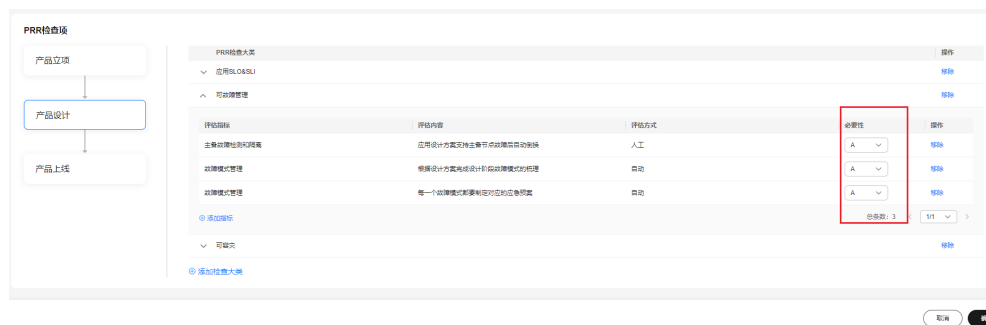 PRR检查项
产品立项
产品设计
产品上线
PRR检查大类 操作
应用SLO&SLI 移除
可故障管理 移除
评估指标 评估内容 评估方式 必要性 操作
主备故障检测和隔离 应用设计方案支持主备节点故障后自动倒换 人工 A 移除
故障模式管理 根据设计方案完成设计阶段故障模式的梳理 自动 A 移除
故障模式管理 每一个故障模式都要制定对应的应急预案 自动 A 移除
添加指标 总条数: 3 < 1/1 >
可容灾 移除
添加检查大类
取消